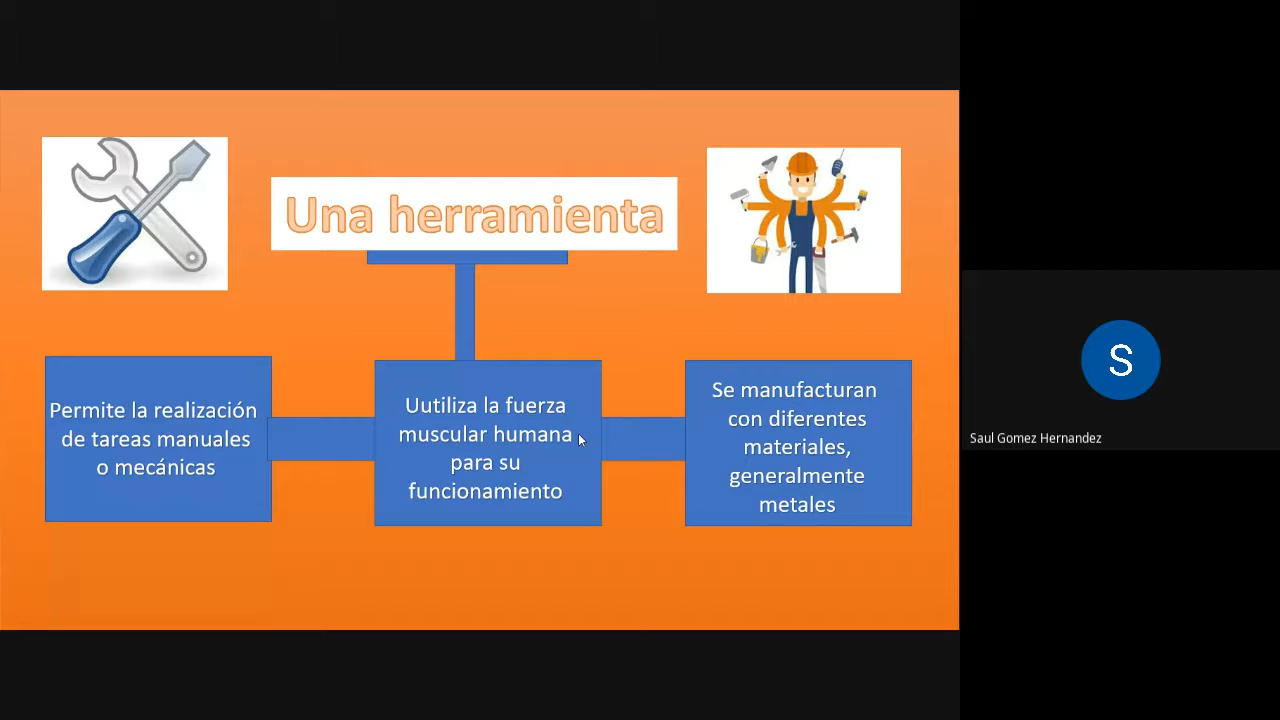 Una herramienta
Permite la realización
de tareas manuales
o mecánicas
Uutiliza la fuerza
muscular humana
para su
funcionamiento
Se manufacturan
con diferentes
materiales,
generalmente
metales
S
Saul Gomez Hernandez